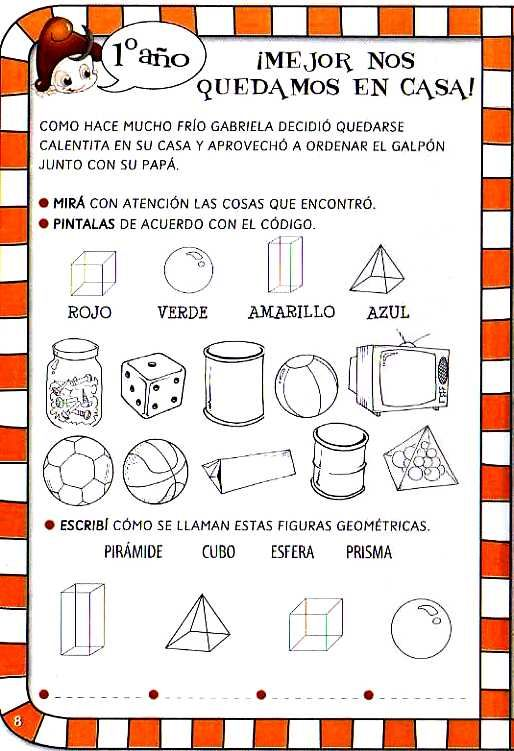 1º año
¡MEJOR NOS
QUEDAMOS EN CASA!
COMO HACE MUCHO FRÍO GABRIELA DECIDIÓ QUEDARSE
CALENTITA EN SU CASA Y APROVECHÓ A ORDENAR EL GALPÓN
JUNTO CON SU PAPÁ.
● MIRÁ CON ATENCIÓN LAS COSAS QUE ENCONTRÓ.
● PINTALAS DE ACUERDO CON EL CÓDIGO.
ROJO VERDE AMARILLO AZUL
● ESCRIBÍ CÓMO SE LLAMAN ESTAS FIGURAS GEOMÉTRICAS.
PIRÁMIDE CUBO ESFERA PRISMA
8